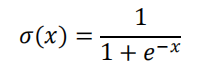 σ(x) = 1 / (1 + e^{-x})